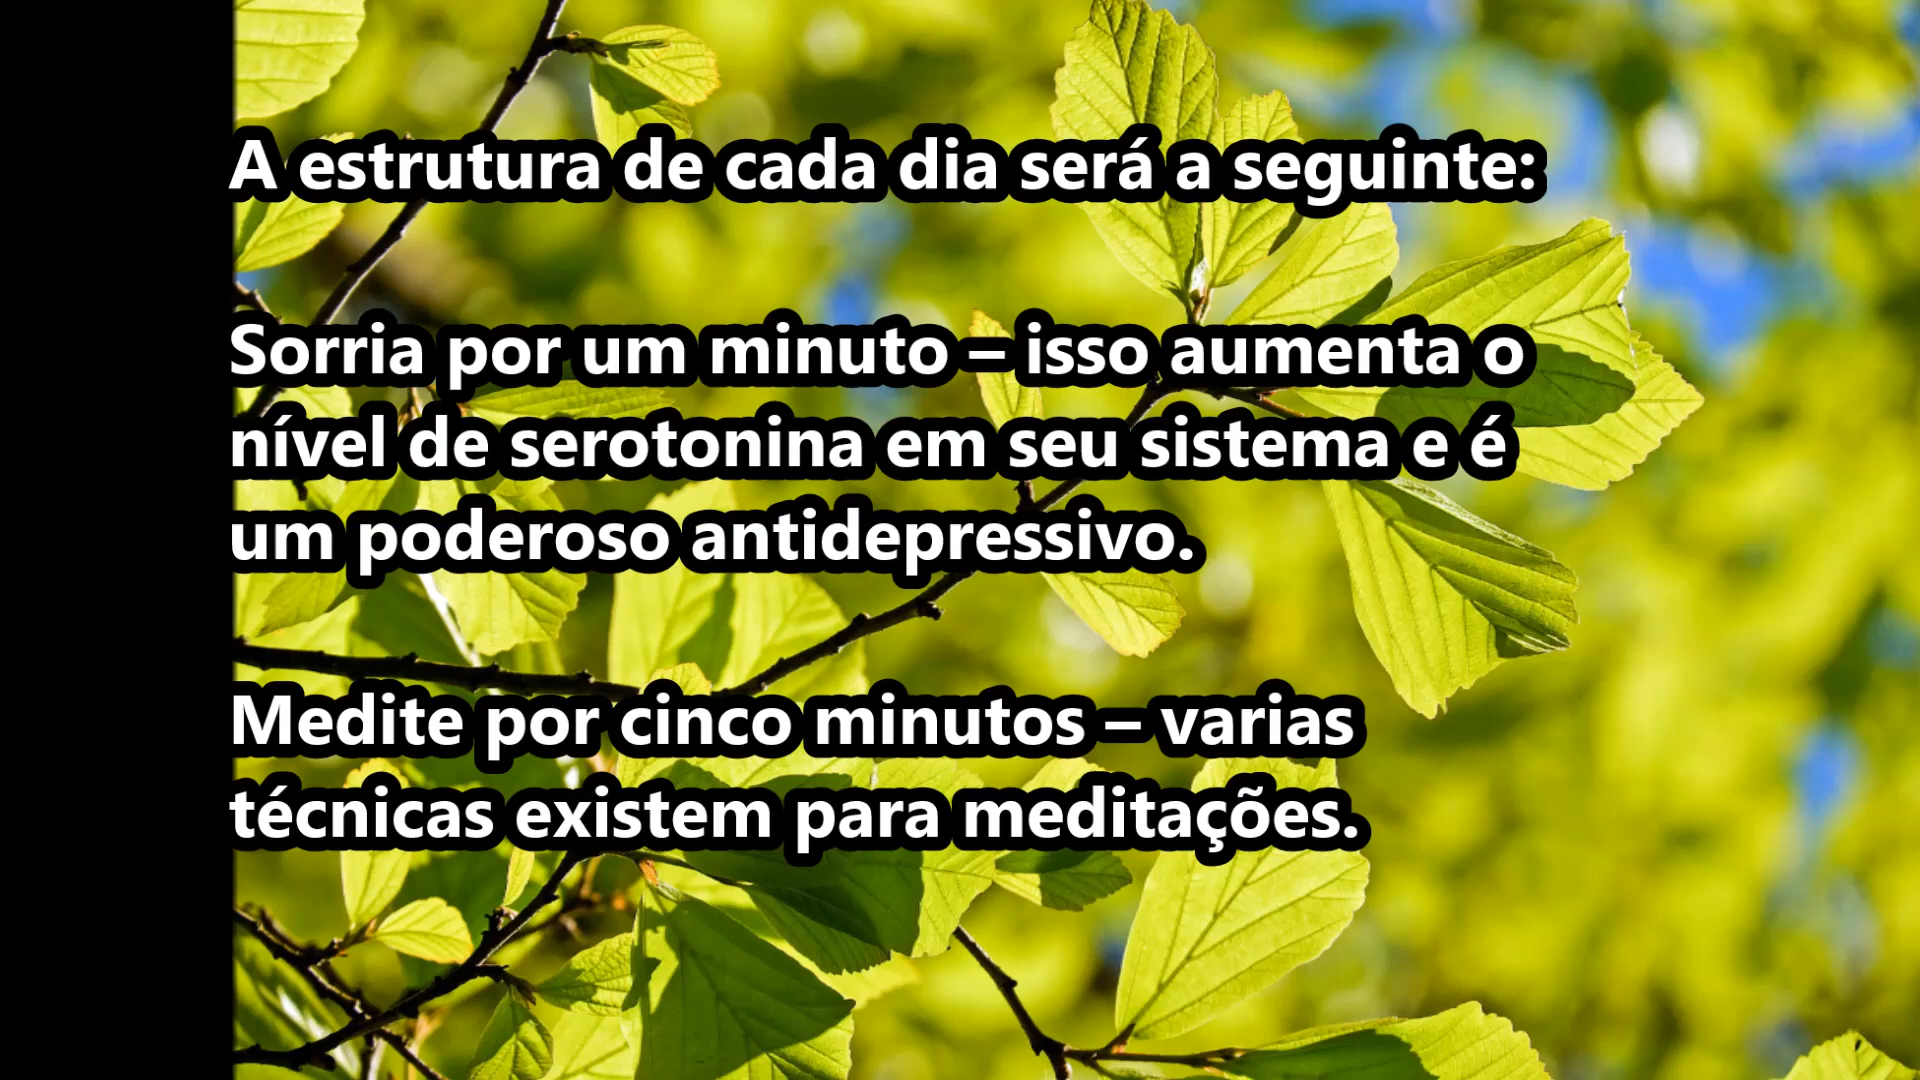 A estrutura de cada dia será a seguinte:
Sorria por um minuto – isso aumenta o
nível de serotonina em seu sistema e é
um poderoso antidepressivo.
Medite por cinco minutos – varias
técnicas existem para meditações.